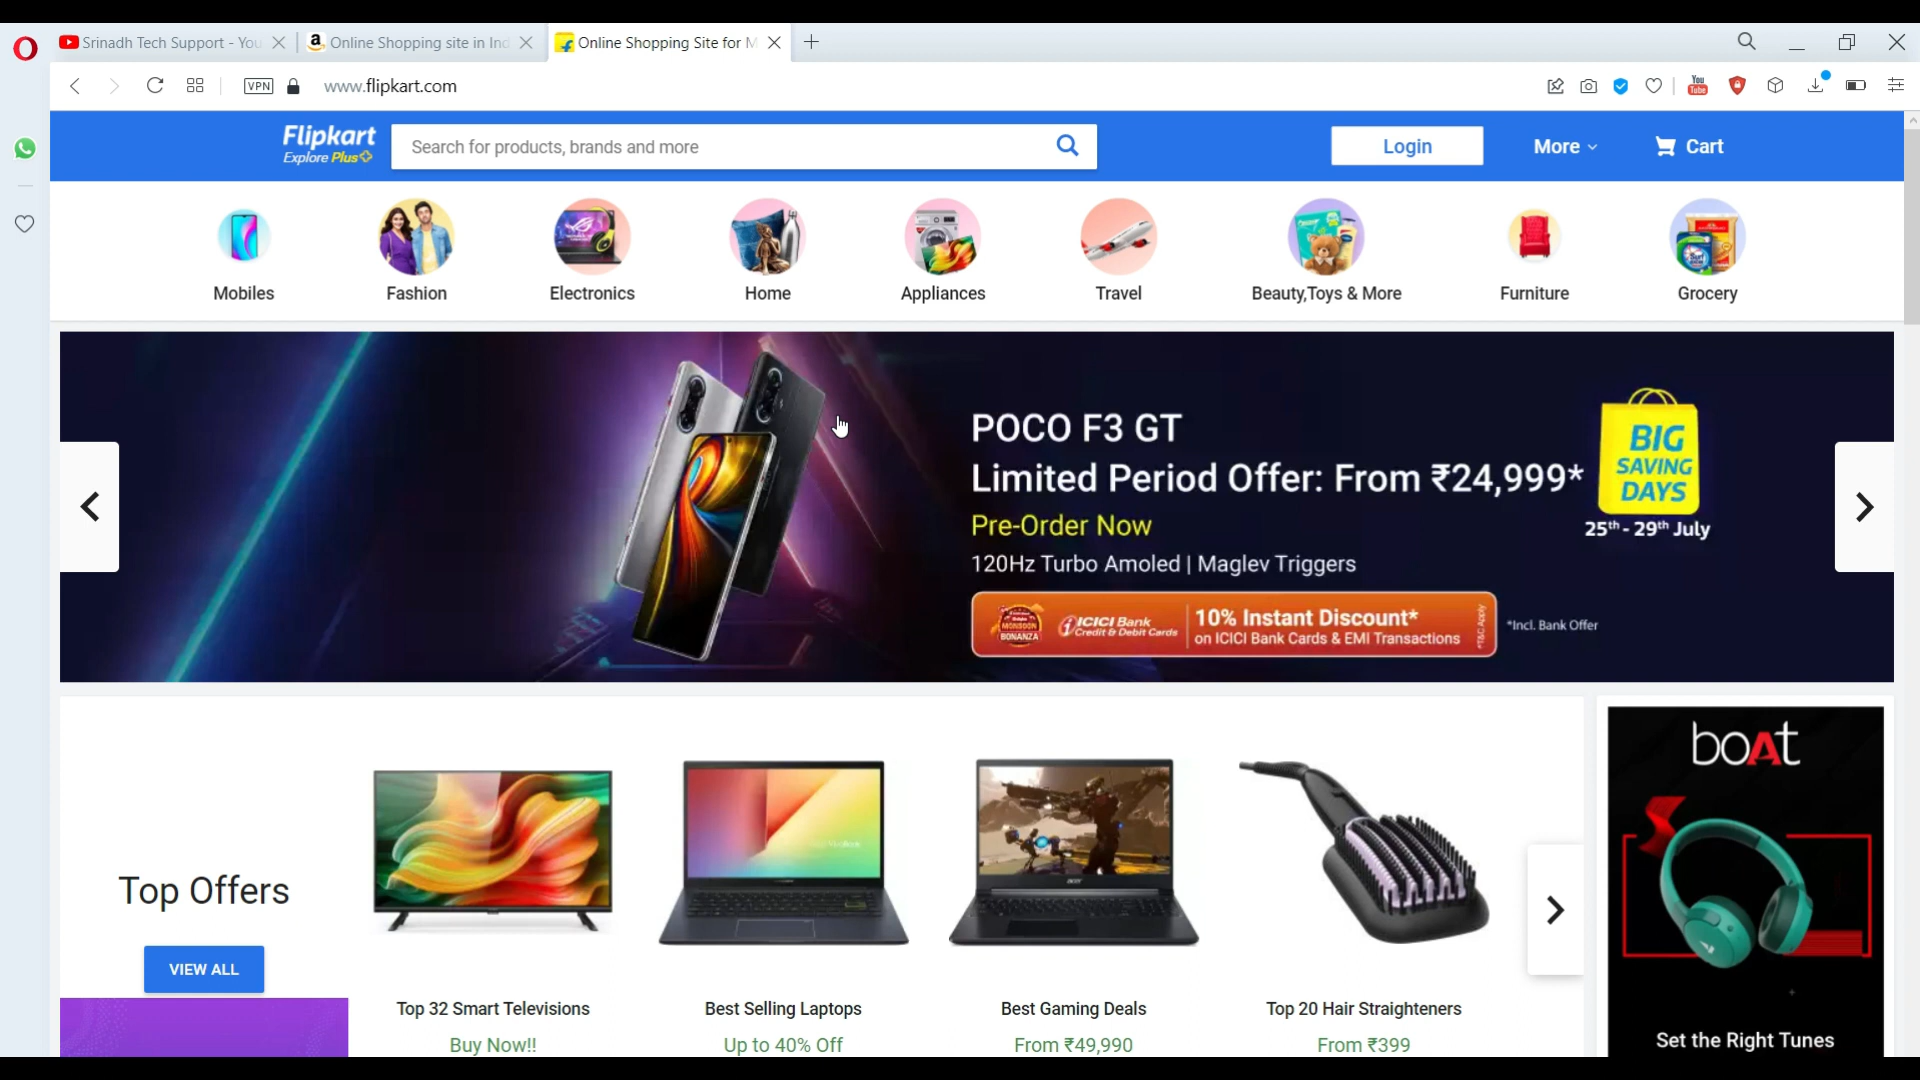 Srinadh Tech Support - You
a Online Shopping site in Ind
Online Shopping Site for M
VPN
www.flipkart.com
You
Tube
Flipkart
Explore Plus
Search for products, brands and more
Login
More
Cart
Mobiles
Fashion
Electronics
Home
Appliances
Travel
Beauty,Toys & More
Furniture
Grocery
POCO F3 GT
Limited Period Offer: From ₹24,999*
Pre-Order Now
120Hz Turbo Amoled | Maglev Triggers
BIG
SAVING
DAYS
25th - 29th July
MONSOON
BONANZA
ICICI Bank
Credit & Debit Cards
10% Instant Discount*
on ICICI Bank Cards & EMI Transactions
*T&C Apply
*Incl. Bank Offer
Top Offers
VIEW ALL
acer
Top 32 Smart Televisions
Buy Now!!
Best Selling Laptops
Up to 40% Off
Best Gaming Deals
From ₹49,990
Top 20 Hair Straighteners
From ₹399
boAt
Set the Right Tunes